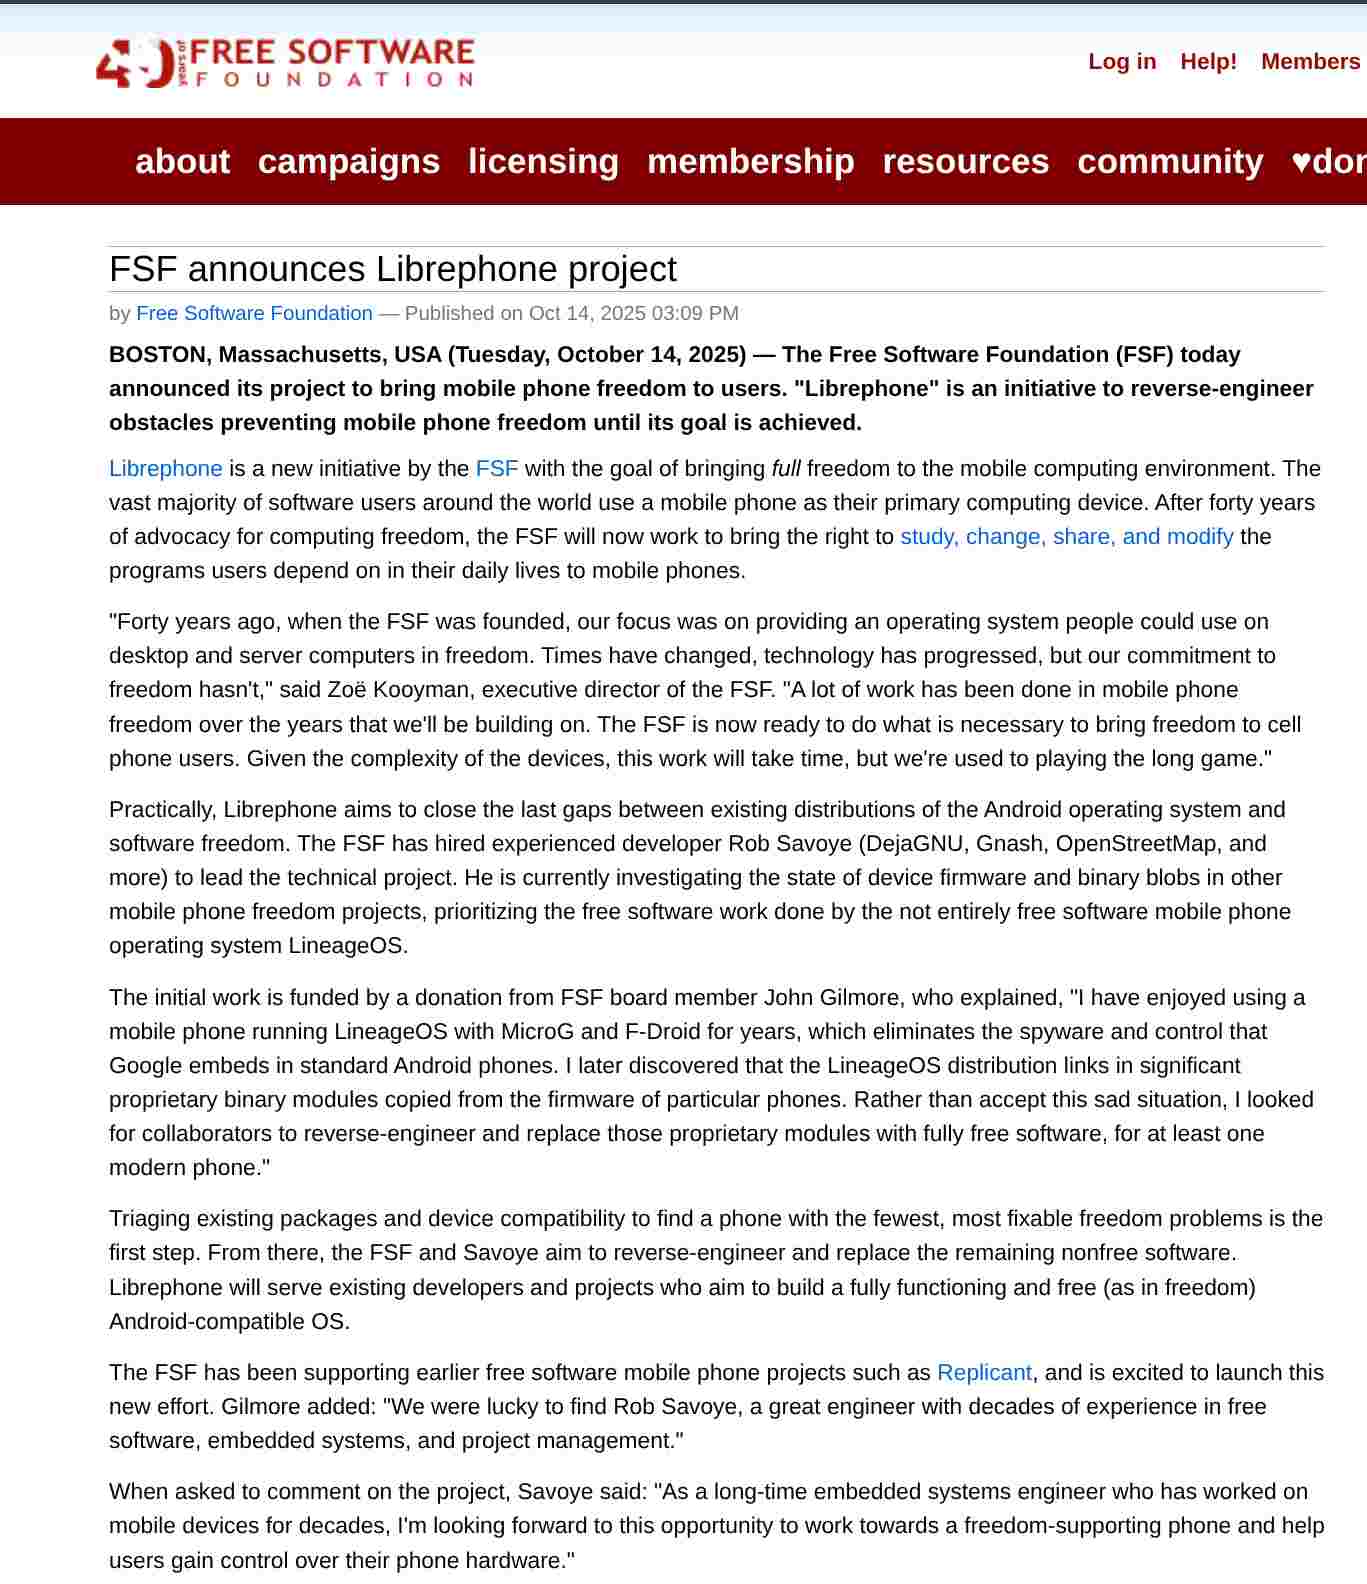 40 years of FREE SOFTWARE
FOUNDATION
Log in Help! Members
about campaigns licensing membership resources community ♥dor
FSF announces Librephone project
by Free Software Foundation — Published on Oct 14, 2025 03:09 PM
BOSTON, Massachusetts, USA (Tuesday, October 14, 2025) — The Free Software Foundation (FSF) today
announced its project to bring mobile phone freedom to users. "Librephone" is an initiative to reverse-engineer
obstacles preventing mobile phone freedom until its goal is achieved.
Librephone is a new initiative by the FSF with the goal of bringing full freedom to the mobile computing environment. The
vast majority of software users around the world use a mobile phone as their primary computing device. After forty years
of advocacy for computing freedom, the FSF will now work to bring the right to study, change, share, and modify the
programs users depend on in their daily lives to mobile phones.
"Forty years ago, when the FSF was founded, our focus was on providing an operating system people could use on
desktop and server computers in freedom. Times have changed, technology has progressed, but our commitment to
freedom hasn't," said Zoë Kooyman, executive director of the FSF. "A lot of work has been done in mobile phone
freedom over the years that we'll be building on. The FSF is now ready to do what is necessary to bring freedom to cell
phone users. Given the complexity of the devices, this work will take time, but we're used to playing the long game."
Practically, Librephone aims to close the last gaps between existing distributions of the Android operating system and
software freedom. The FSF has hired experienced developer Rob Savoye (DejaGNU, Gnash, OpenStreetMap, and
more) to lead the technical project. He is currently investigating the state of device firmware and binary blobs in other
mobile phone freedom projects, prioritizing the free software work done by the not entirely free software mobile phone
operating system LineageOS.
The initial work is funded by a donation from FSF board member John Gilmore, who explained, "I have enjoyed using a
mobile phone running LineageOS with MicroG and F-Droid for years, which eliminates the spyware and control that
Google embeds in standard Android phones. I later discovered that the LineageOS distribution links in significant
proprietary binary modules copied from the firmware of particular phones. Rather than accept this sad situation, I looked
for collaborators to reverse-engineer and replace those proprietary modules with fully free software, for at least one
modern phone."
Triaging existing packages and device compatibility to find a phone with the fewest, most fixable freedom problems is the
first step. From there, the FSF and Savoye aim to reverse-engineer and replace the remaining nonfree software.
Librephone will serve existing developers and projects who aim to build a fully functioning and free (as in freedom)
Android-compatible OS.
The FSF has been supporting earlier free software mobile phone projects such as Replicant, and is excited to launch this
new effort. Gilmore added: "We were lucky to find Rob Savoye, a great engineer with decades of experience in free
software, embedded systems, and project management."
When asked to comment on the project, Savoye said: "As a long-time embedded systems engineer who has worked on
mobile devices for decades, I'm looking forward to this opportunity to work towards a freedom-supporting phone and help
users gain control over their phone hardware."